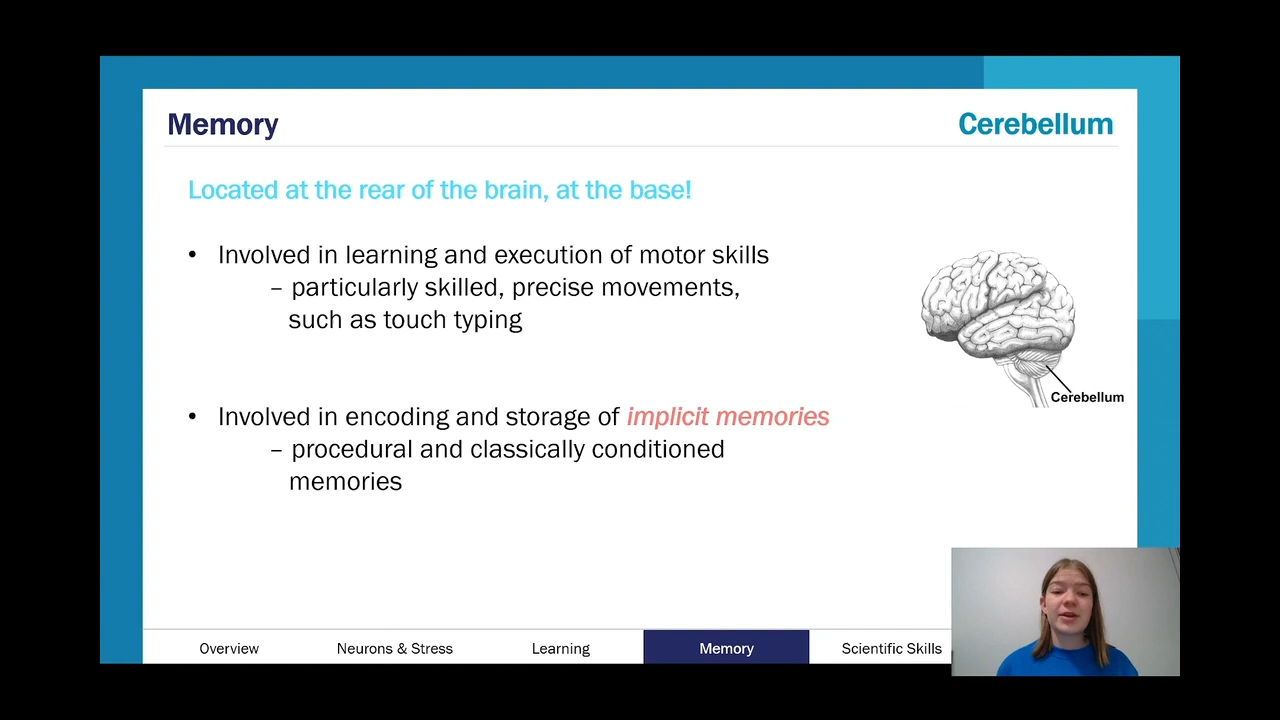 Memory
Cerebellum
Located at the rear of the brain, at the base!
• Involved in learning and execution of motor skills
– particularly skilled, precise movements,
such as touch typing
Cerebellum
• Involved in encoding and storage of implicit memories
– procedural and classically conditioned
memories
Overview
Neurons & Stress
Learning
Memory
Scientific Skills